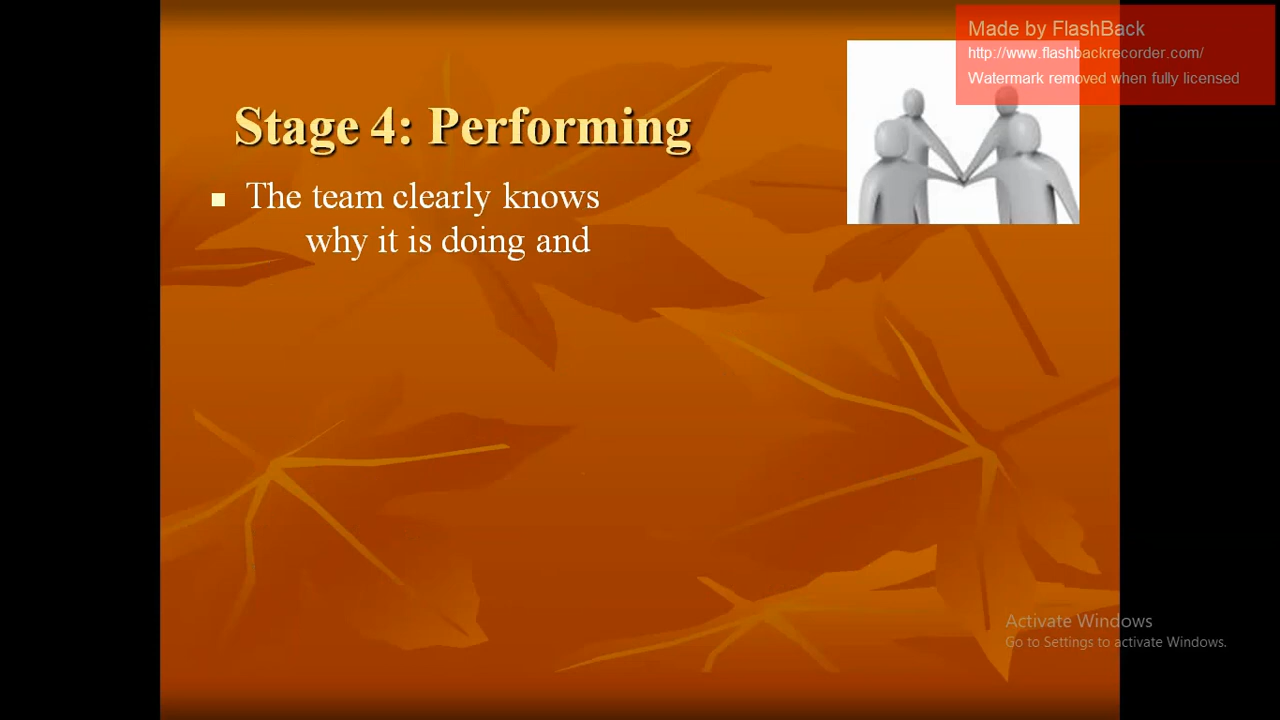 Made by FlashBack
http://www.flashbackrecorder.com/
Watermark removed when fully licensed
Stage 4: Performing
The team clearly knows
why it is doing and
Activate Windows
Go to Settings to activate Windows.